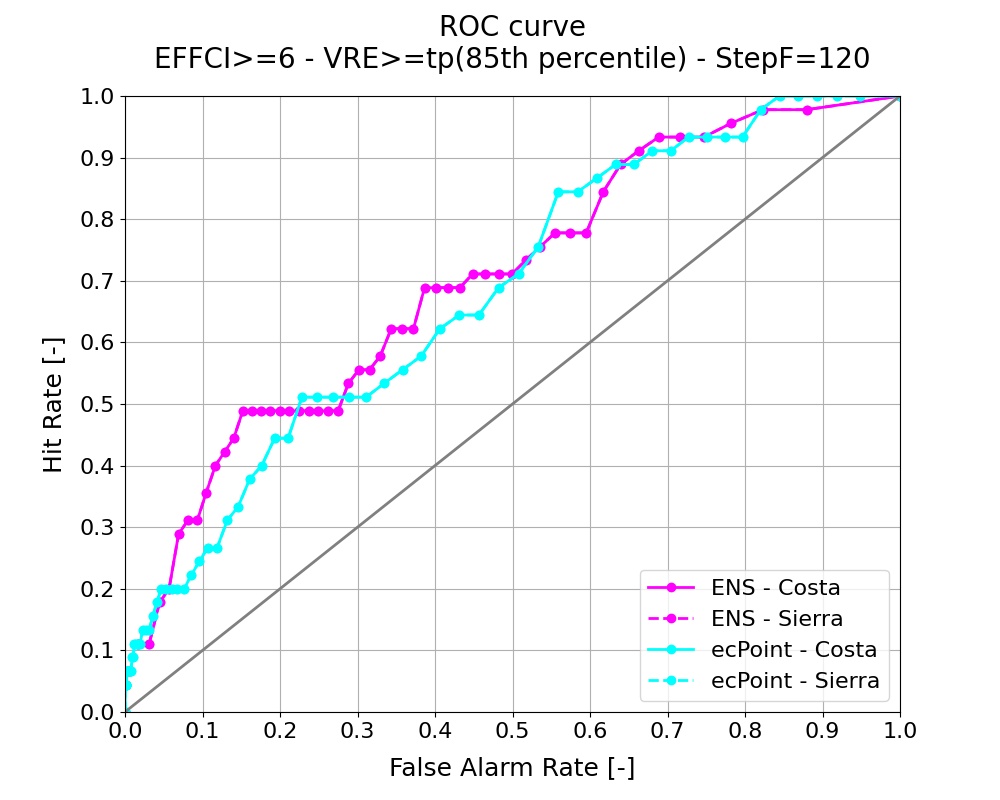 ROC curve
EFFCI>=6 - VRE>=tp(85th percentile) - StepF=120
1.0
0.9
0.8
0.7
0.6
0.5
0.4
0.3
0.2
0.1
0.0
Hit Rate [-]
ENS - Costa
ENS - Sierra
ecPoint - Costa
ecPoint - Sierra
0.0 0.1 0.2 0.3 0.4 0.5 0.6 0.7 0.8 0.9 1.0
False Alarm Rate [-]